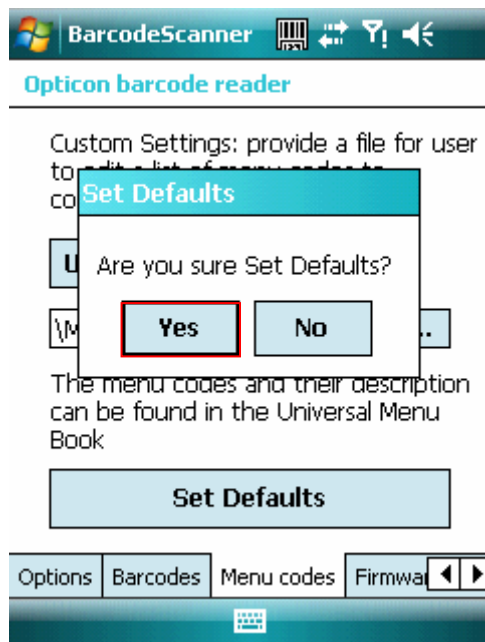 BarcodeScanner
Opticon barcode reader
Custom Settings: provide a file for user
to
co
Set Defaults
Are you sure Set Defaults?
Yes No
U
\M ..
The menu codes and their description
can be found in the Universal Menu
Book
Set Defaults
Options Barcodes Menu codes Firmwa